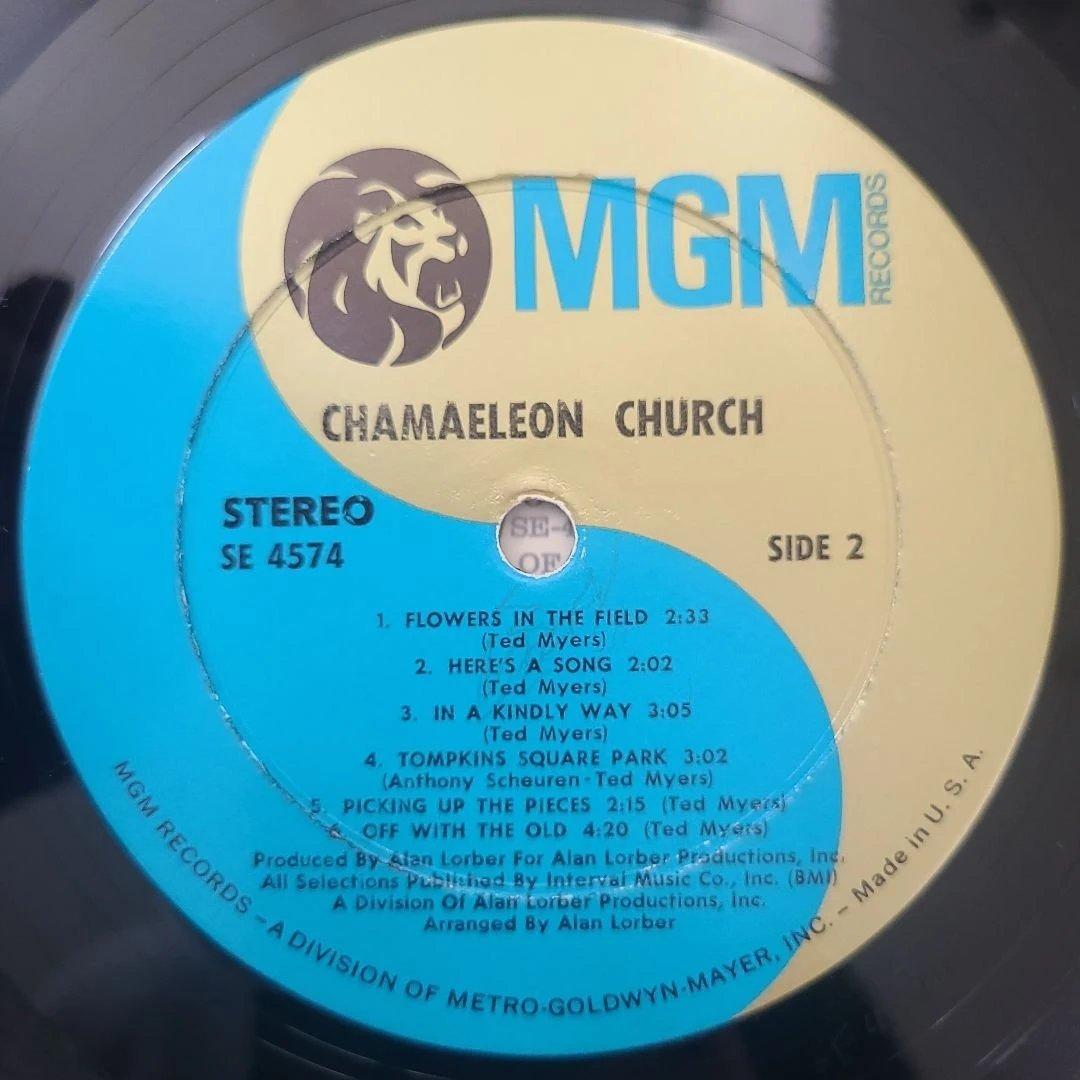 MGM
RECORDS
CHAMAELEON CHURCH
STEREO
SE 4574
SIDE 2
SE-4
OF
1. FLOWERS IN THE FIELD 2:33
(Ted Myers)
2. HERE'S A SONG 2:02
(Ted Myers)
3. IN A KINDLY WAY 3:05
(Ted Myers)
4. TOMPKINS SQUARE PARK 3:02
(Anthony Scheuren-Ted Myers)
5. PICKING UP THE PIECES 2:15 (Ted Myers)
6. OFF WITH THE OLD 4:20 (Ted Myers)
Produced By Alan Lorber For Alan Lorber Productions, Inc.
All Selections Published By Interval Music Co., Inc. (BMI)
A Division Of Alan Lorber Productions, Inc.
Arranged By Alan Lorber
MGM RECORDS – A DIVISION OF METRO-GOLDWYN-MAYER, INC. – Made in U. S. A.